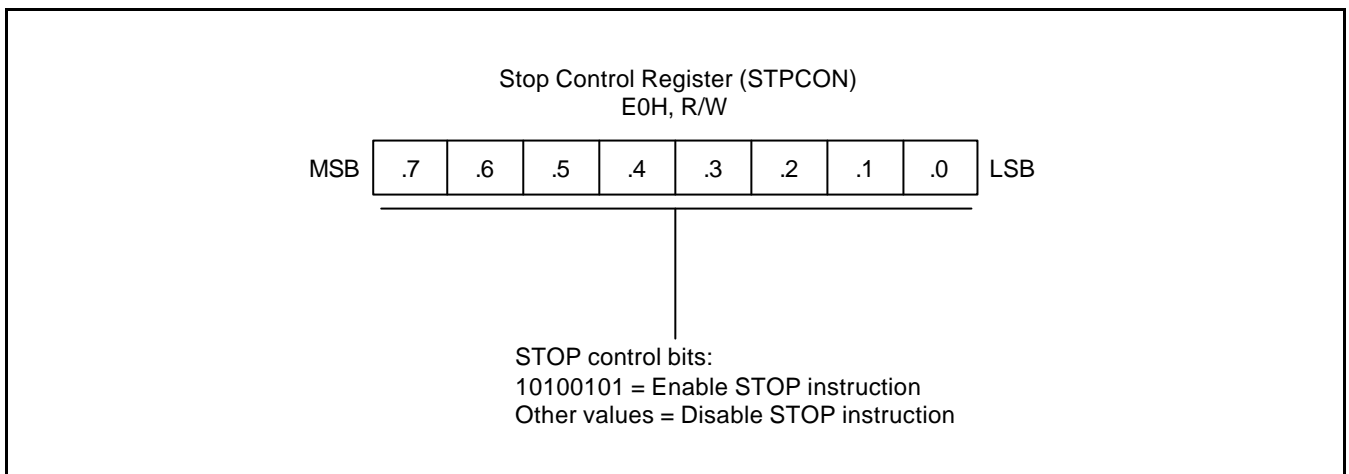 Stop Control Register (STPCON)
E0H, R/W
MSB .7 .6 .5 .4 .3 .2 .1 .0 LSB
STOP control bits:
10100101 = Enable STOP instruction
Other values = Disable STOP instruction